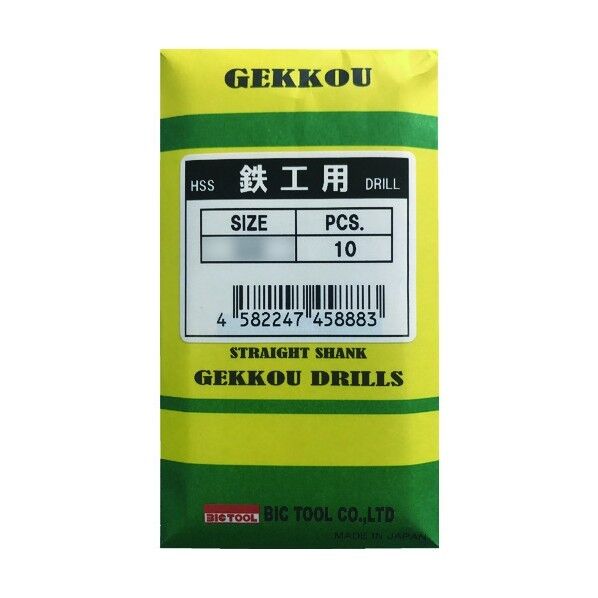 GEKKOU
HSS 鉄工用 DRILL
SIZE PCS.
10
4 582247 458883
STRAIGHT SHANK
GEKKOU DRILLS
BIC TOOL BIC TOOL CO.,LTD
MADE IN JAPAN